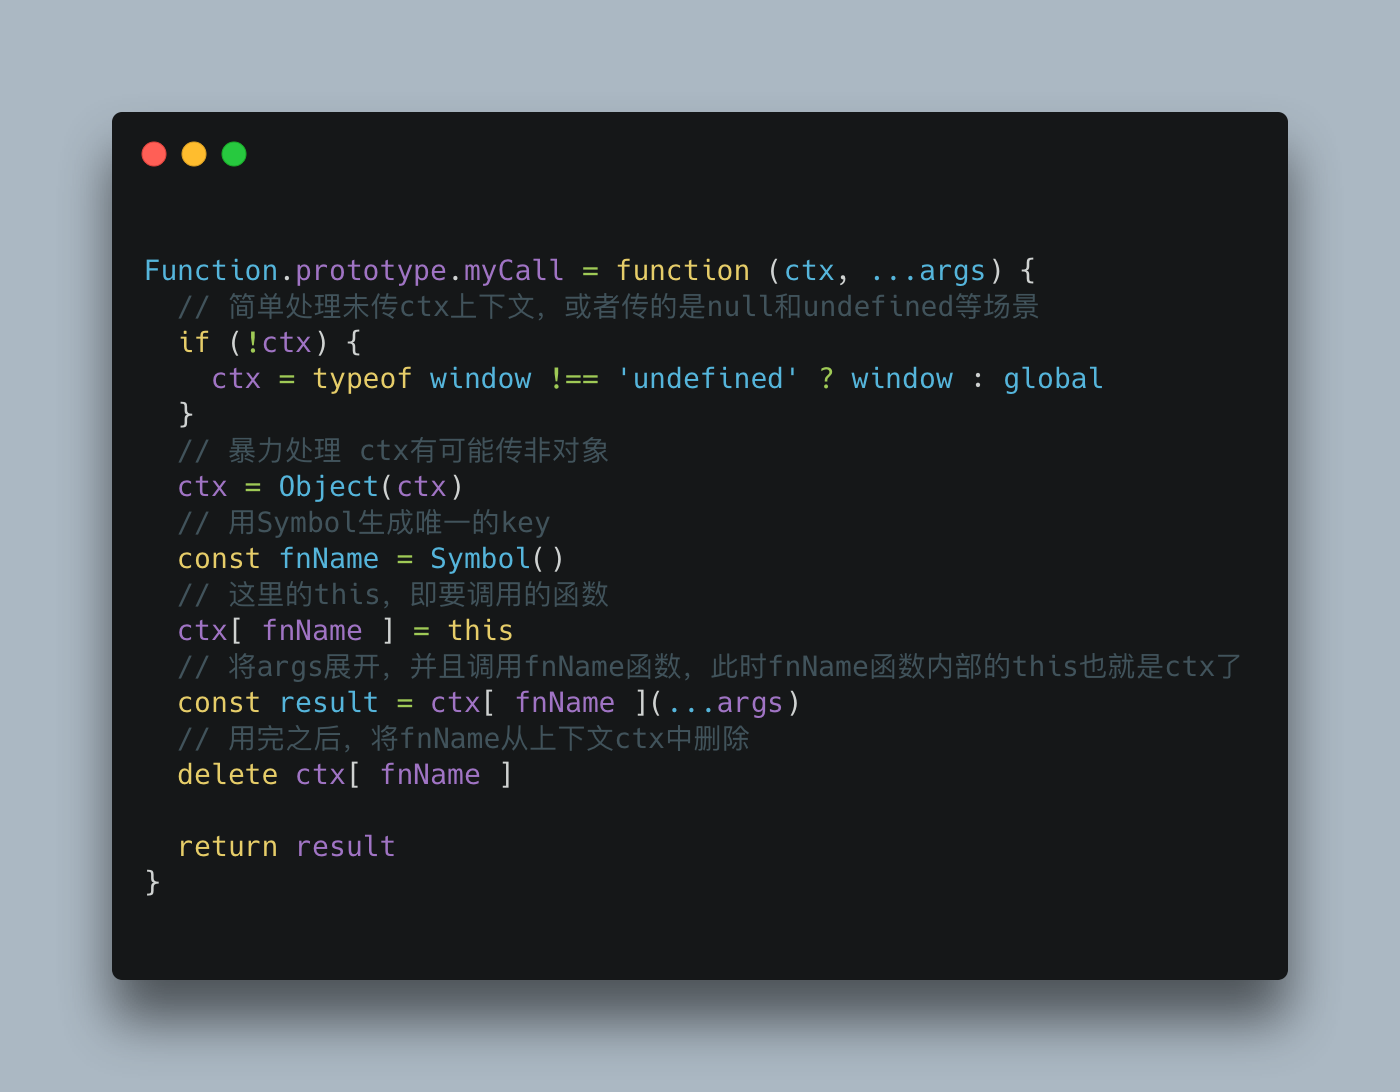 Function.prototype.myCall = function (ctx, ...args) {
  // 简单处理未传ctx上下文，或者传的是null和undefined等场景
  if (!ctx) {
    ctx = typeof window !== 'undefined' ? window : global
  }
  // 暴力处理 ctx有可能传非对象
  ctx = Object(ctx)
  // 用Symbol生成唯一的key
  const fnName = Symbol()
  // 这里的this，即要调用的函数
  ctx[ fnName ] = this
  // 将args展开，并且调用fnName函数，此时fnName函数内部的this也就是ctx了
  const result = ctx[ fnName ](...args)
  // 用完之后，将fnName从上下文ctx中删除
  delete ctx[ fnName ]

  return result
}